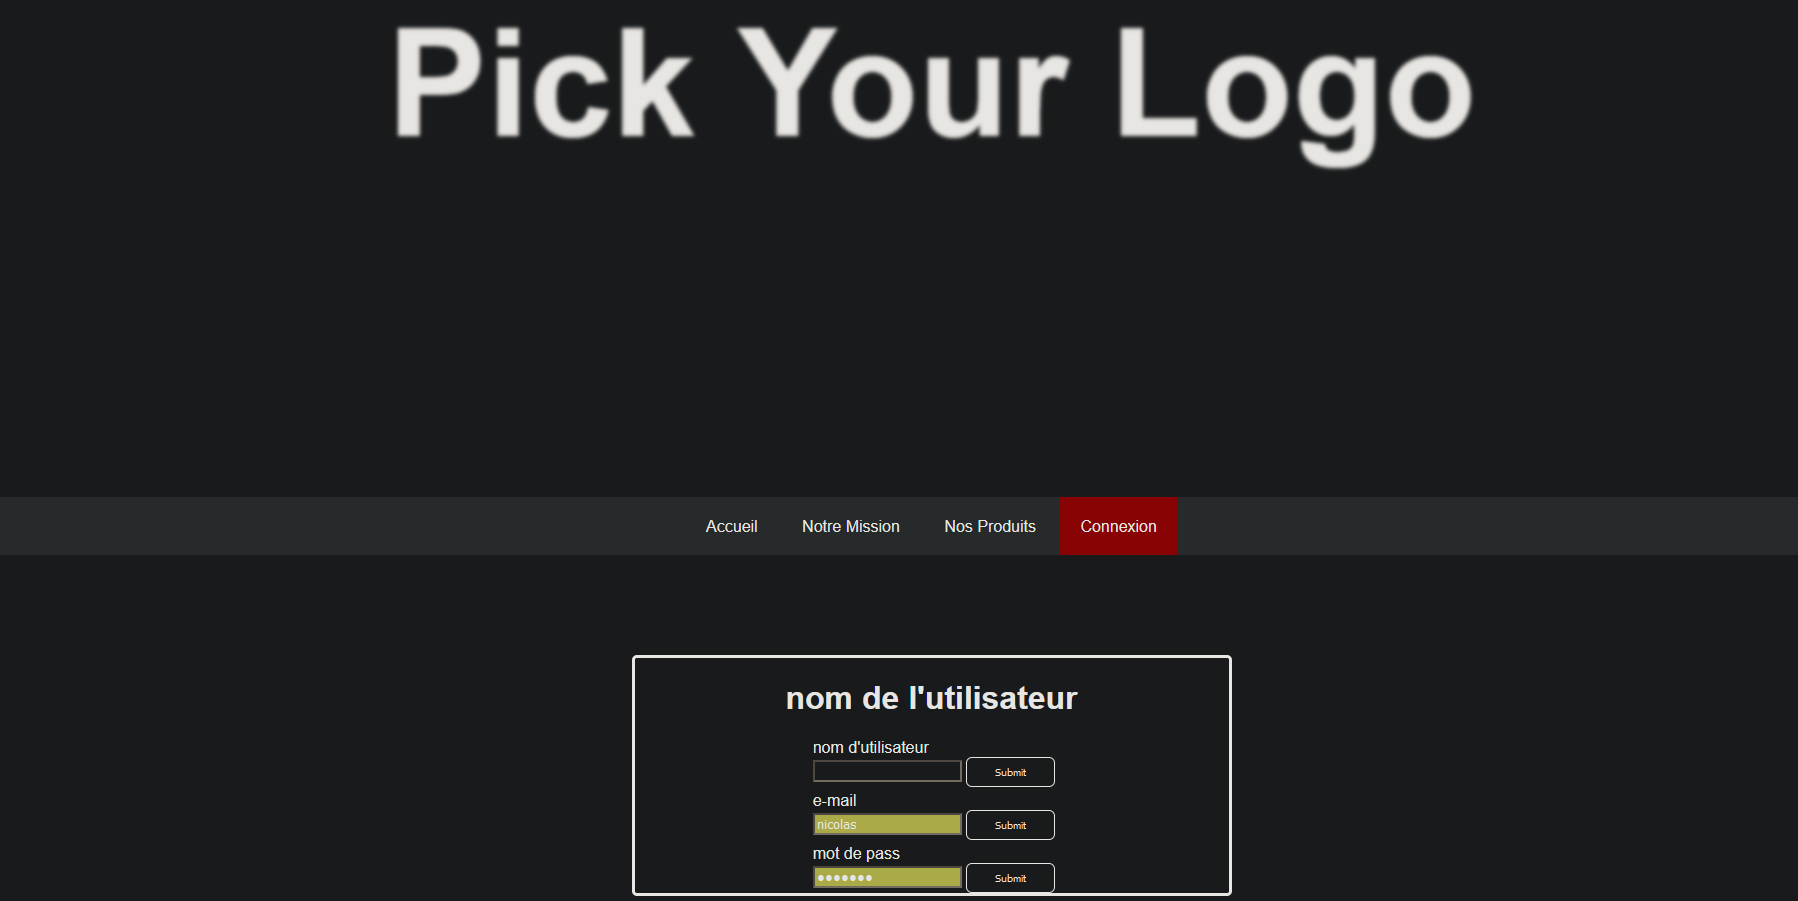 Pick Your Logo
Accueil Notre Mission Nos Produits Connexion
nom de l'utilisateur
nom d'utilisateur
Submit
e-mail
nicolas Submit
mot de pass
●●●●●●● Submit